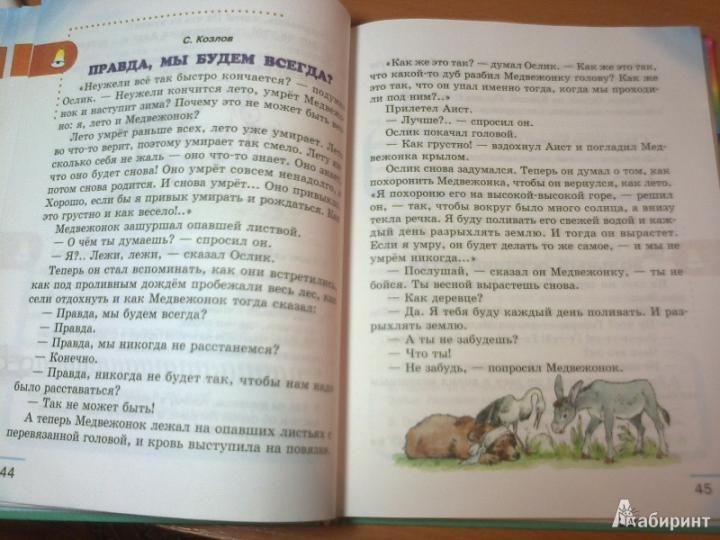 С. Козлов
ПРАВДА, МЫ БУДЕМ ВСЕГДА?
«Неужели всё так быстро кончается? — подумал
Ослик. — Неужели кончится лето, умрёт Медвежо-
нок и наступит зима? Почему это не может быть веч-
но: я, лето и Медвежонок?
Лето умрёт раньше всех, лето уже умирает. Лето
во что-то верит, поэтому умирает так смело. Лету ни-
сколько себя не жаль — оно что-то знает. Оно знает,
что оно будет снова! Оно умрёт совсем ненадолго, а
потом снова родится. И снова умрёт... Оно привыкло.
Хорошо, если бы я привык умирать и рождаться. Как
это грустно и как весело!..»
Медвежонок зашуршал опавшей листвой.
— О чём ты думаешь? — спросил он.
— Я?.. Лежи, лежи, — сказал Ослик.
Теперь он стал вспоминать, как они встретились,
как под проливным дождём пробежали весь лес, как
сели отдохнуть и как Медвежонок тогда сказал:
— Правда, мы будем всегда?
— Правда.
— Правда, мы никогда не расстанемся?
— Конечно.
— Правда, никогда не будет так, чтобы нам надо
было расставаться?
— Так не может быть!
А теперь Медвежонок лежал на опавших листьях с
перевязанной головой, и кровь выступила на повязке.
44
«Как же это так? — думал Ослик. — Как же это так,
что какой-то дуб разбил Медвежонку голову? Как же
это так, что он упал именно тогда, когда мы проходи-
ли под ним?..»
Прилетел Аист.
— Лучше?.. — спросил он.
Ослик покачал головой.
— Как грустно! — вздохнул Аист и погладил Мед-
вежонка крылом.
Ослик снова задумался. Теперь он думал о том, как
похоронить Медвежонка, чтобы он вернулся, как лето.
«Я похороню его на высокой-высокой горе, — решил
он, — так, чтобы вокруг было много солнца, а внизу
текла речка. Я буду поливать его свежей водой и каж-
дый день разрыхлять землю. И тогда он вырастет.
Если я умру, он будет делать то же самое, — и мы не
умрём никогда...»
— Послушай, — сказал он Медвежонку, — ты не
бойся. Ты весной вырастешь снова.
— Как деревце?
— Да. Я тебя буду каждый день поливать. И раз-
рыхлять землю.
— А ты не забудешь?
— Что ты!
— Не забудь, — попросил Медвежонок.
45
Лабиринт